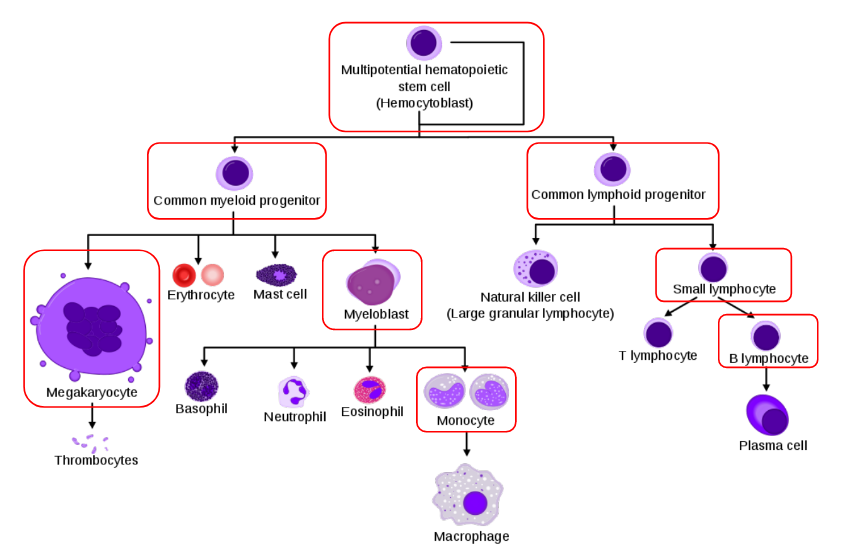 Multipotential hematopoietic
stem cell
(Hemocytoblast)
Common myeloid progenitor
Common lymphoid progenitor
Megakaryocyte
Erythrocyte
Mast cell
Myeloblast
Natural killer cell
(Large granular lymphocyte)
Small lymphocyte
T lymphocyte
B lymphocyte
Thrombocytes
Basophil
Neutrophil
Eosinophil
Monocyte
Plasma cell
Macrophage